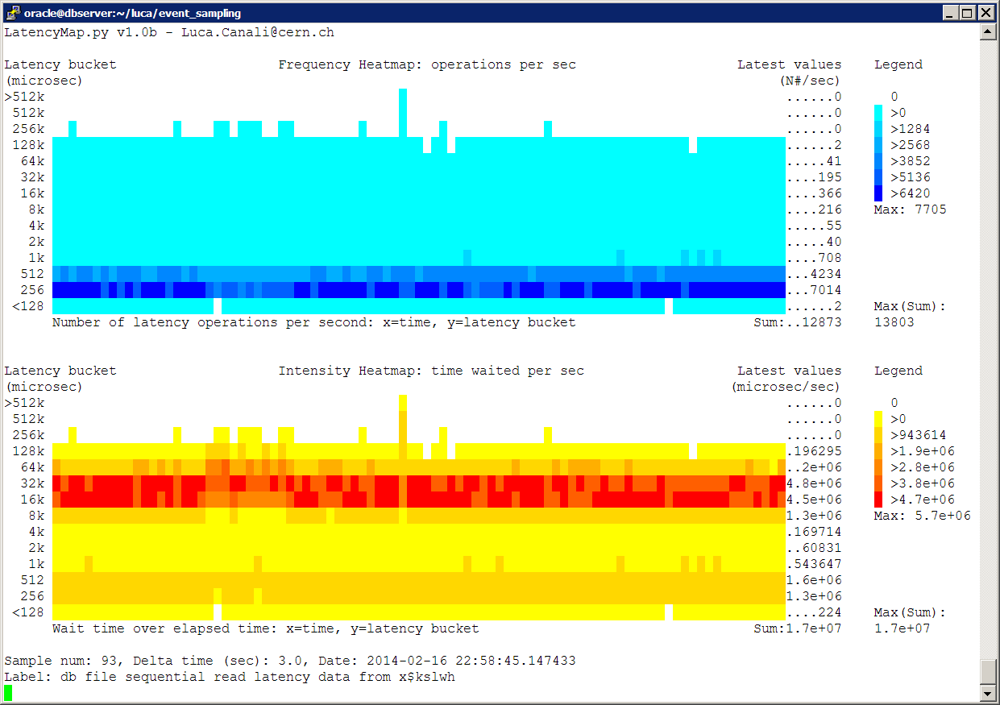 oracle@dbserver:~/luca/event_sampling
LatencyMap.py v1.0b - Luca.Canali@cern.ch
Latency bucket Frequency Heatmap: operations per sec Latest values Legend
(microsec) (N#/sec)
>512k ......0 0
512k ......0 >0
256k ......0 >1284
128k ......2 >2568
64k .....41 >3852
32k ....195 >5136
16k ....366 >6420
8k ....216 Max: 7705
4k .....55
2k .....40
1k ....708
512 ...4234
256 ...7014
<128 ......2 Max(Sum):
Number of latency operations per second: x=time, y=latency bucket Sum:..12873 13803
Latency bucket Intensity Heatmap: time waited per sec Latest values Legend
(microsec) (microsec/sec)
>512k ......0 0
512k ......0 >0
256k ......0 >943614
128k .196295 >1.9e+06
64k ..2e+06 >2.8e+06
32k 4.8e+06 >3.8e+06
16k 4.5e+06 >4.7e+06
8k 1.3e+06 Max: 5.7e+06
4k .169714
2k ..60831
1k .543647
512 1.6e+06
256 1.3e+06
<128 ....224 Max(Sum):
Wait time over elapsed time: x=time, y=latency bucket Sum:1.7e+07 1.7e+07
Sample num: 93, Delta time (sec): 3.0, Date: 2014-02-16 22:58:45.147433
Label: db file sequential read latency data from x$kslwh